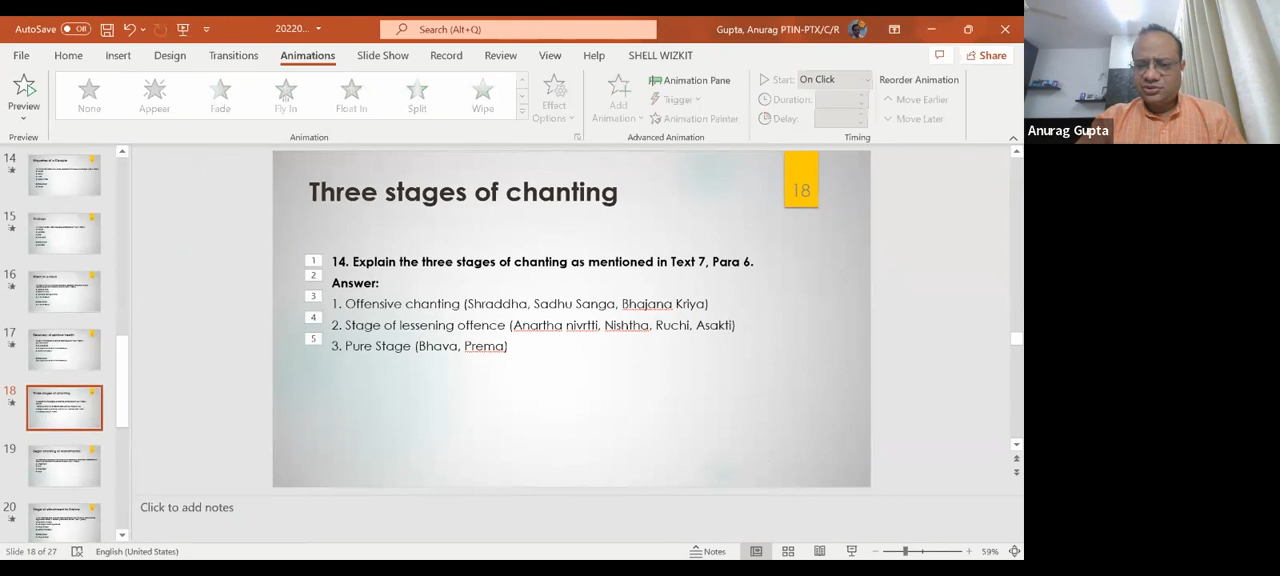 AutoSave Off 20220... Search (Alt+Q) Gupta, Anurag PTIN-PTX/C/R
File Home Insert Design Transitions Animations Slide Show Record Review View Help SHELL WIZKIT Share
Preview None Appear Fade Fly In Float In Split Wipe Effect Options Add Animation Animation Pane Trigger Animation Painter Start: On Click Duration: Delay: Reorder Animation Move Earlier Move Later
Preview Animation Advanced Animation Timing
Anurag Gupta
14
15
16
17
18
19
20
Three stages of chanting
18
1 14. Explain the three stages of chanting as mentioned in Text 7, Para 6.
2 Answer:
3 1. Offensive chanting (Shraddha, Sadhu Sanga, Bhajana Kriya)
4 2. Stage of lessening offence (Anartha nivrtti, Nishtha, Ruchi, Asakti)
5 3. Pure Stage (Bhava, Prema)
Click to add notes
Slide 18 of 27 English (United States) Notes 59%